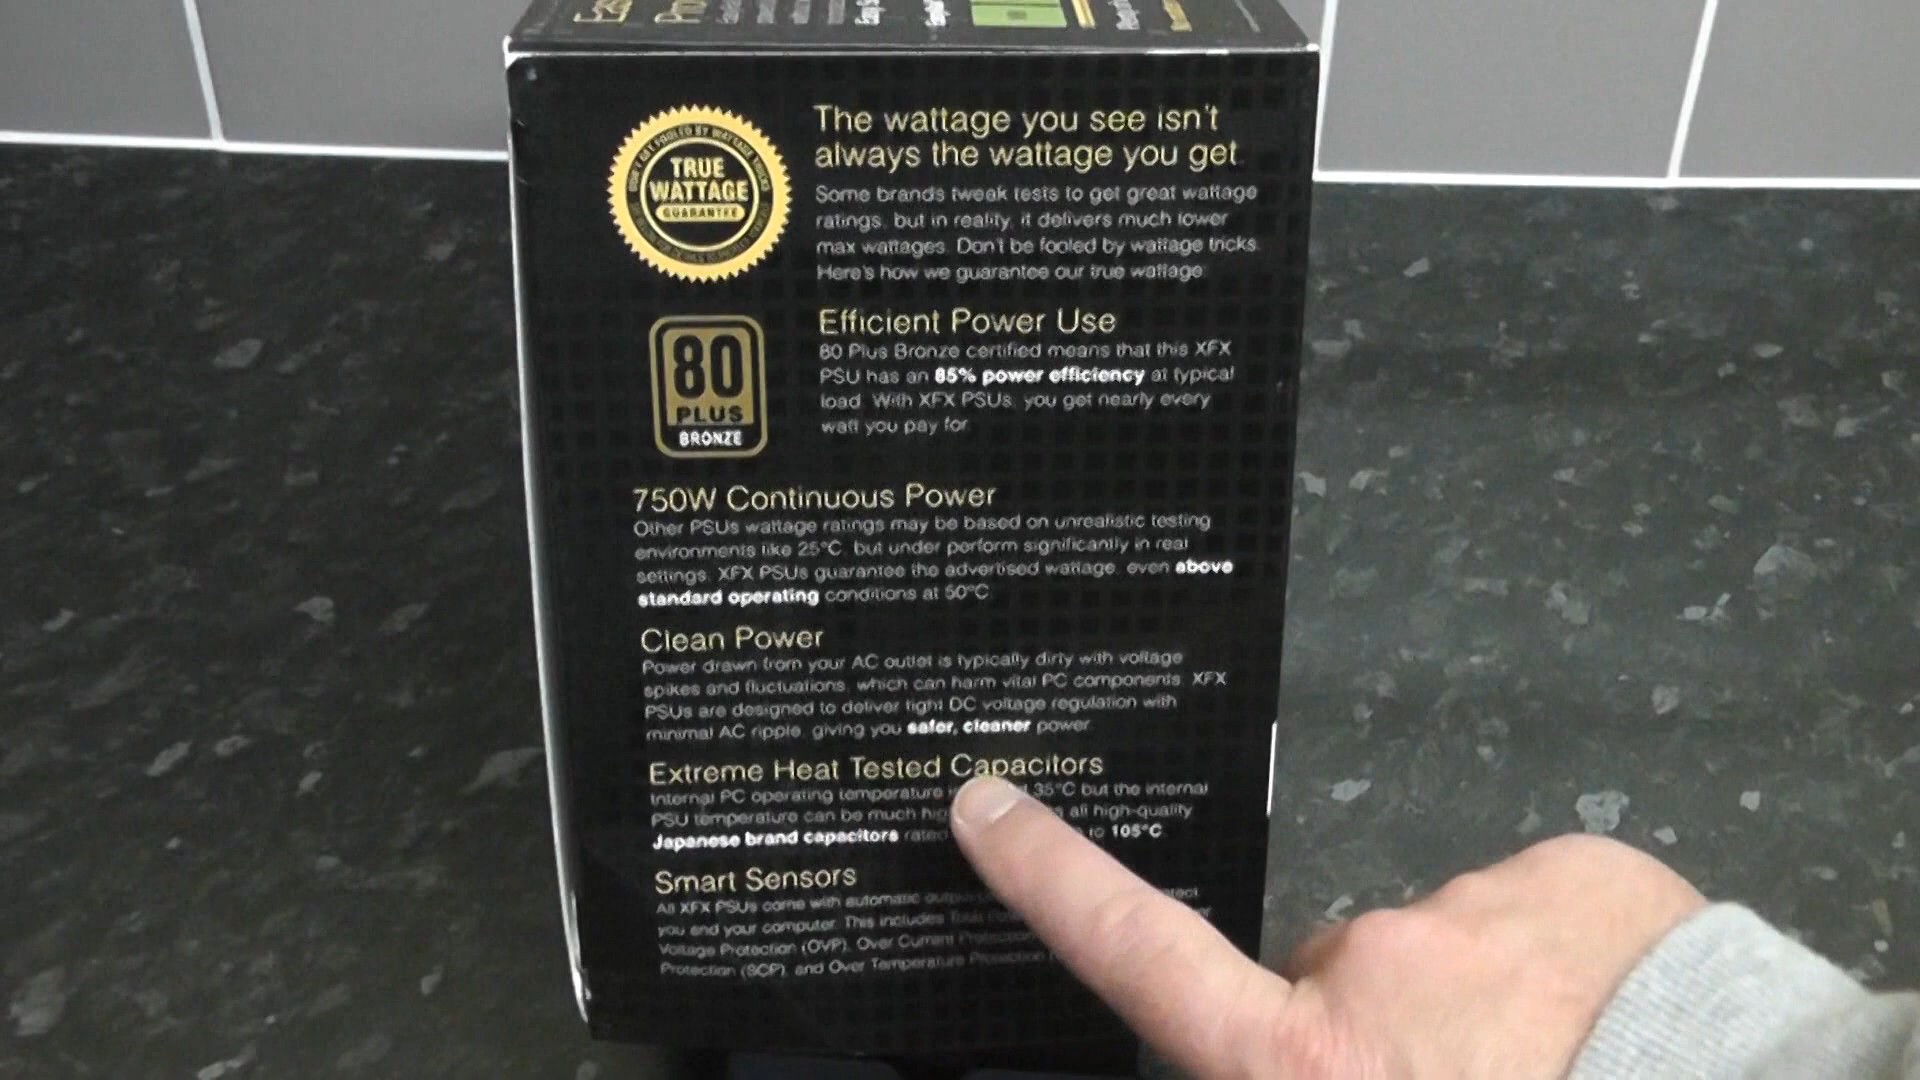 TRUE
WATTAGE
GUARANTEE
The wattage you see isn't
always the wattage you get
Some brands tweak tests to get great wattage
ratings, but in reality, it delivers much lower
max wattages. Don't be fooled by wattage tricks.
Here's how we guarantee our true wattage:
80
PLUS
BRONZE
Efficient Power Use
80 Plus Bronze certified means that this XFX
PSU has an 85% power efficiency at typical
load. With XFX PSUs, you get nearly every
watt you pay for.
750W Continuous Power
Other PSUs wattage ratings may be based on unrealistic testing
environments like 25°C, but under perform significantly in real
settings. XFX PSUs guarantee the advertised wattage, even above
standard operating conditions at 50°C.
Clean Power
Power drawn from your AC outlet is typically dirty with voltage
spikes and fluctuations, which can harm vital PC components. XFX
PSUs are designed to deliver tight DC voltage regulation with
minimal AC ripple, giving you safer, cleaner power.
Extreme Heat Tested Capacitors
Internal PC operating temperature 35°C but the internal
PSU temperature can be much all high-quality
Japanese brand capacitors rated to 105°C.
Smart Sensors
All XFX PSUs come with automatic
you and your computer. This includes
Voltage Protection (OVP), Over Current
Protection (SCP), and Over Temperature Protection